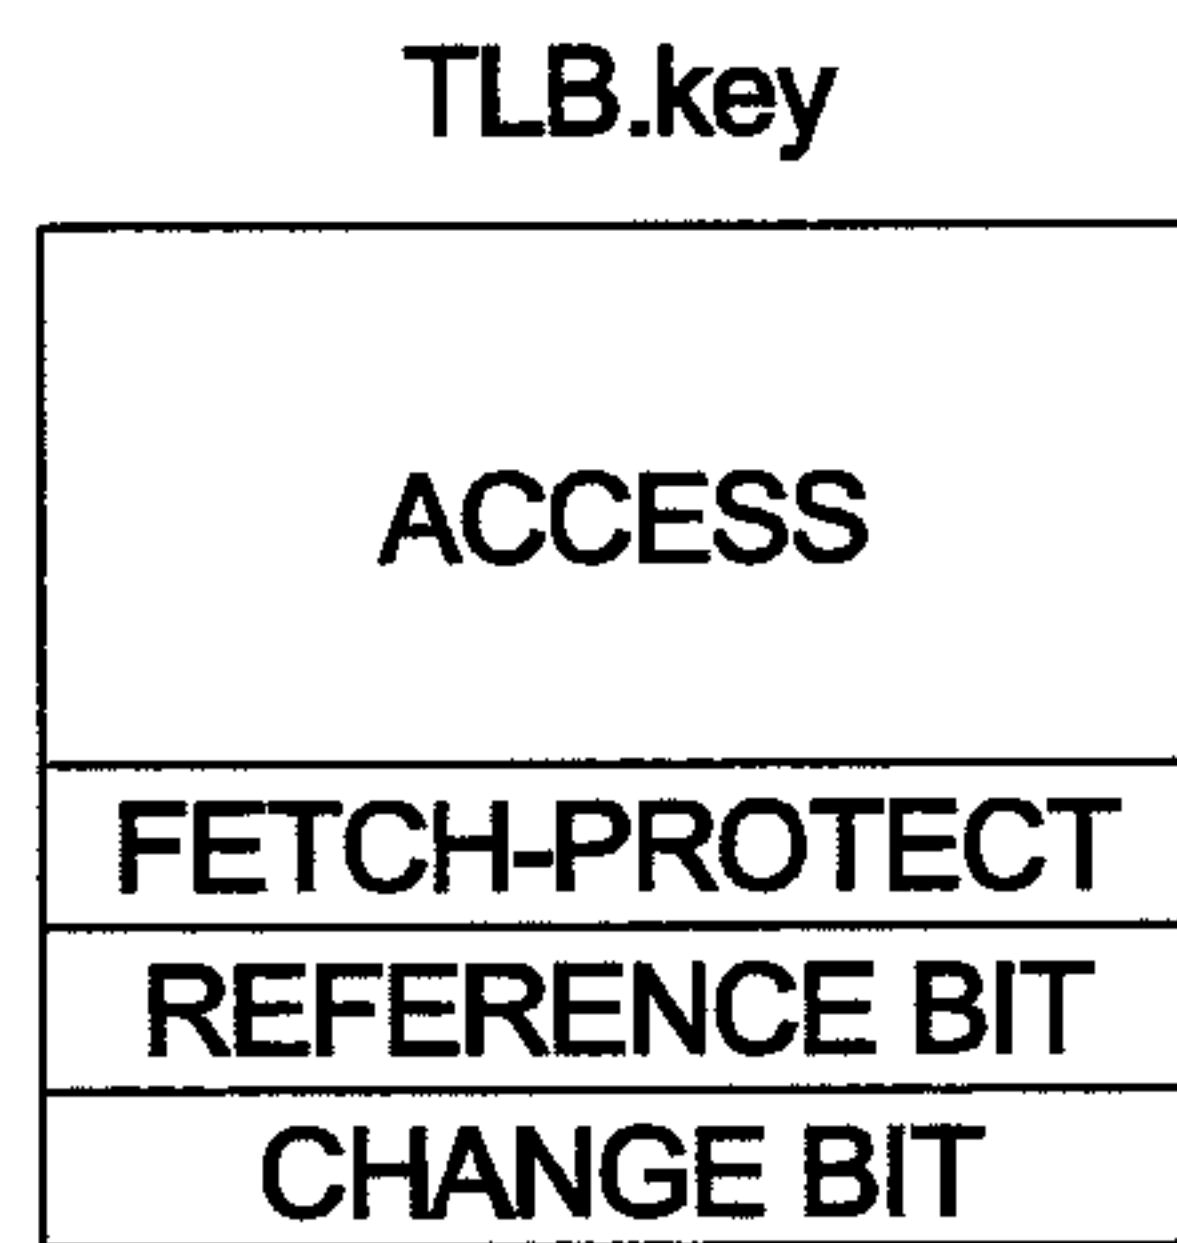 TLB.key
ACCESS
FETCH-PROTECT
REFERENCE BIT
CHANGE BIT